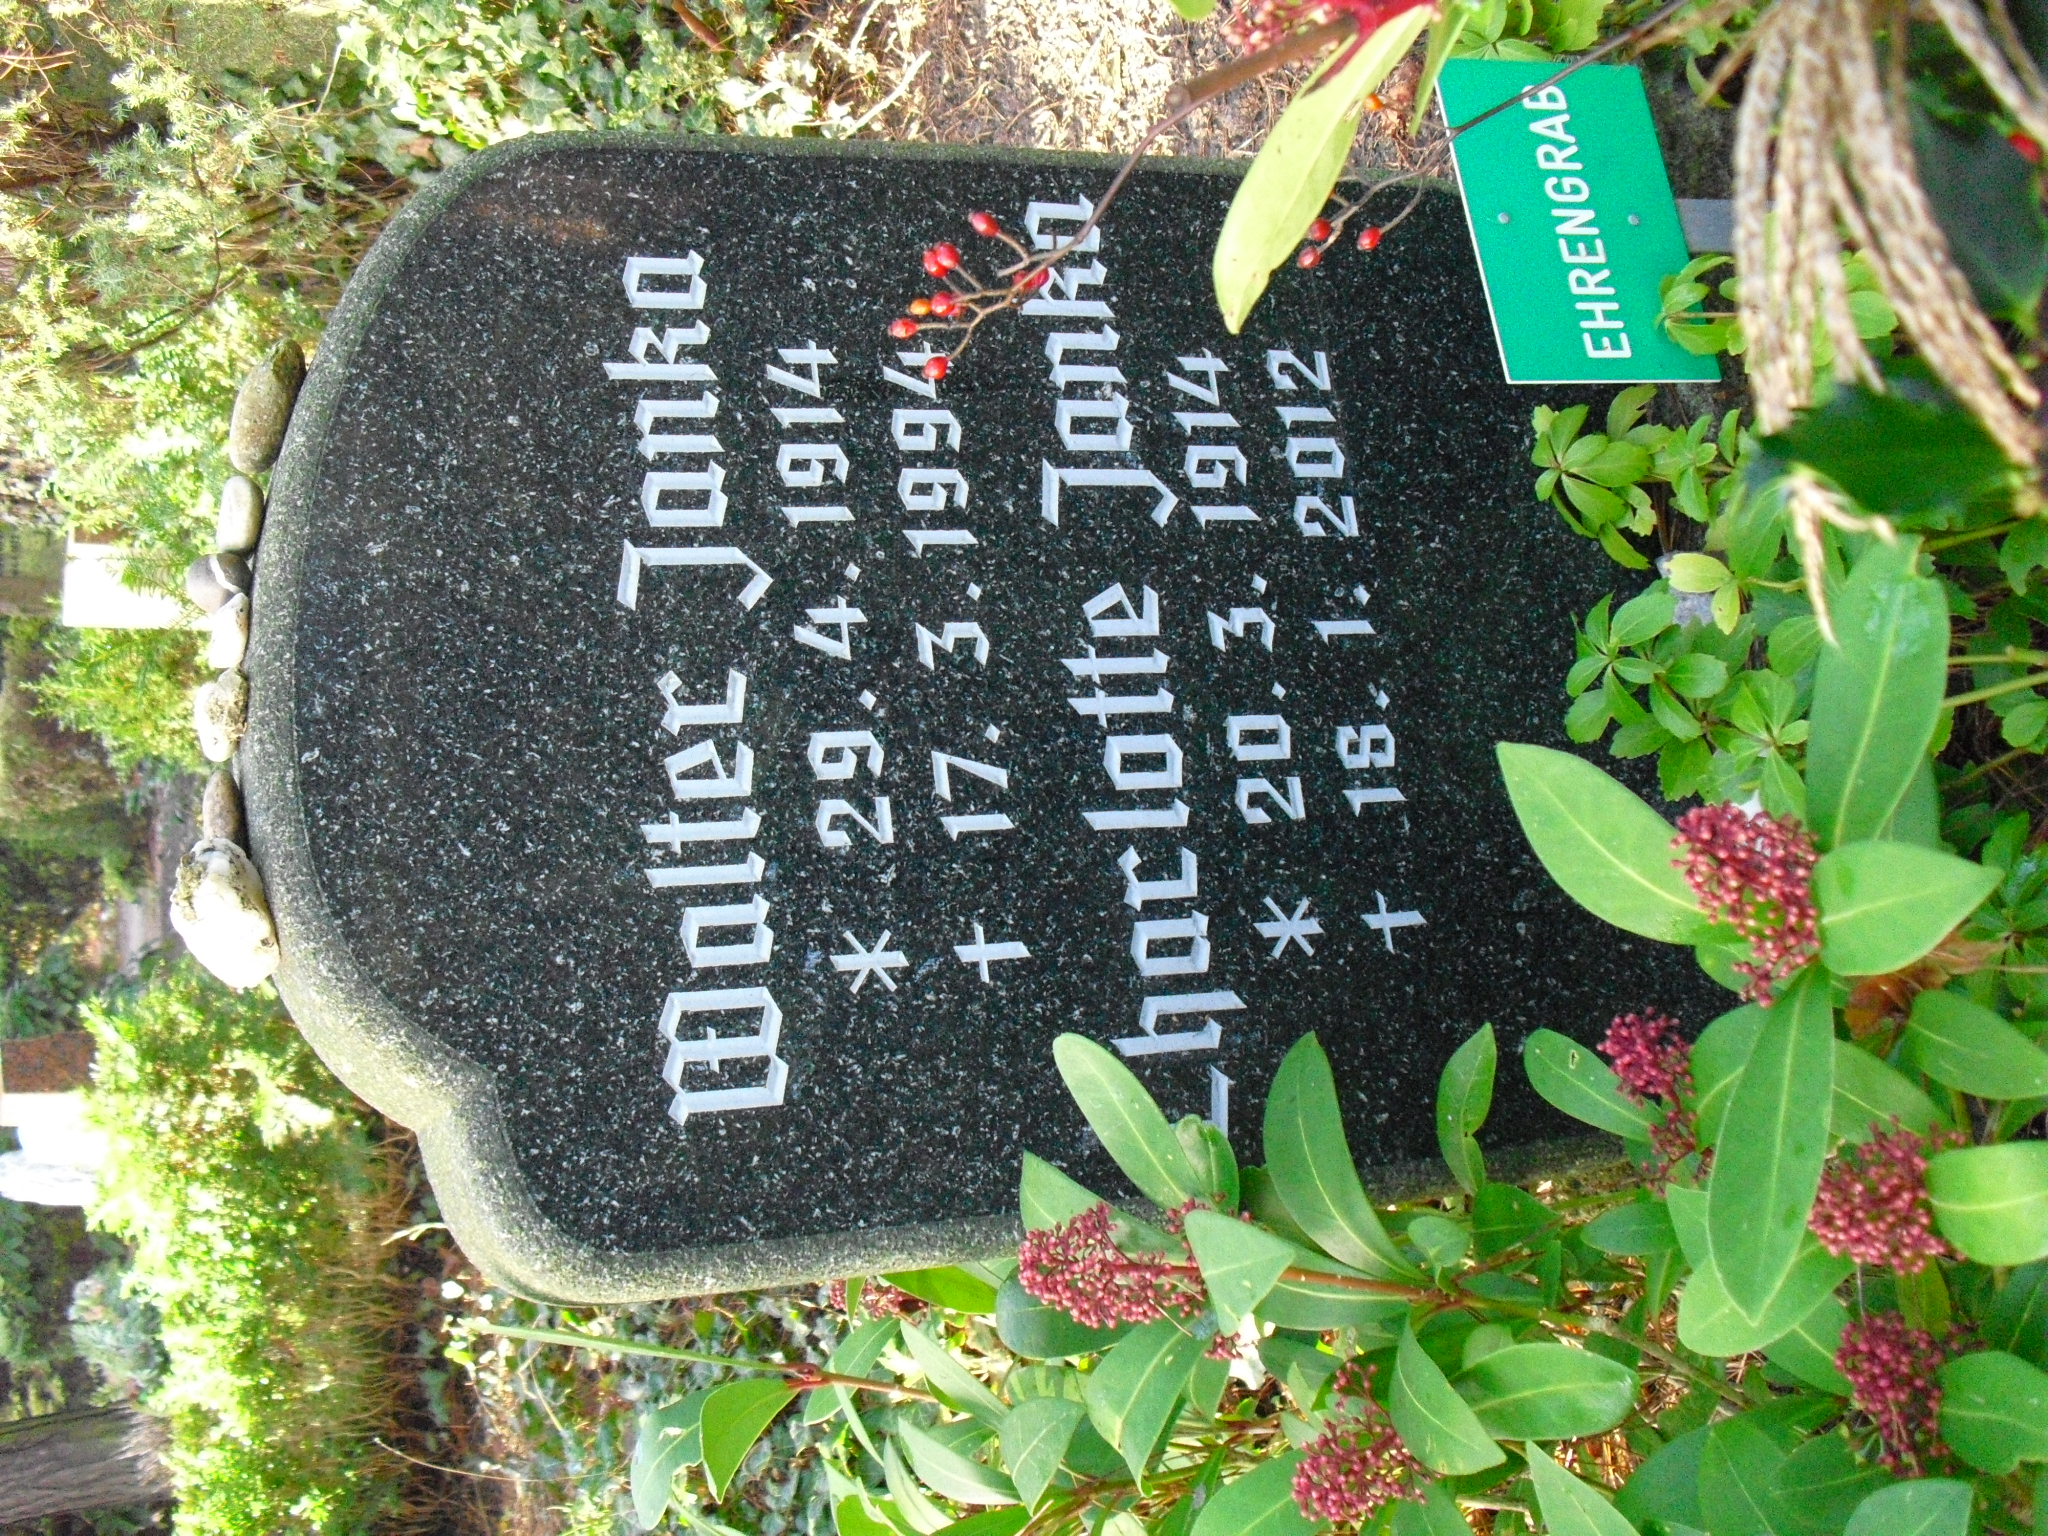 Walter Janka
* 29. 4. 1914
† 17. 3. 1994
Charlotte Janka
* 20. 3. 1914
† 18. 1. 2012
EHRENGRAB